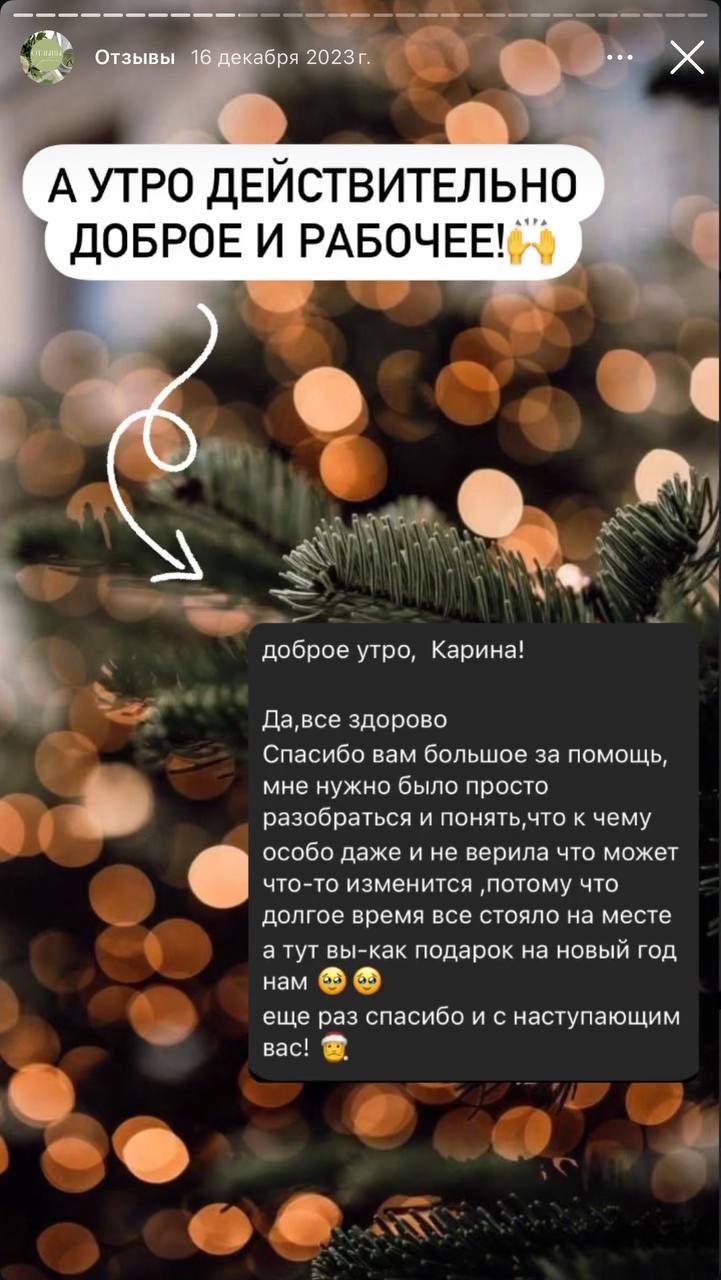 Отзывы 16 декабря 2023 г.
А УТРО ДЕЙСТВИТЕЛЬНО
ДОБРОЕ И РАБОЧЕЕ!🙌
доброе утро, Карина!
Да,все здорово
Спасибо вам большое за помощь,
мне нужно было просто
разобраться и понять,что к чему
особо даже и не верила что может
что-то изменится ,потому что
долгое время все стояло на месте
а тут вы-как подарок на новый год
нам 🥹🥹
еще раз спасибо и с наступающим
вас! 🎅